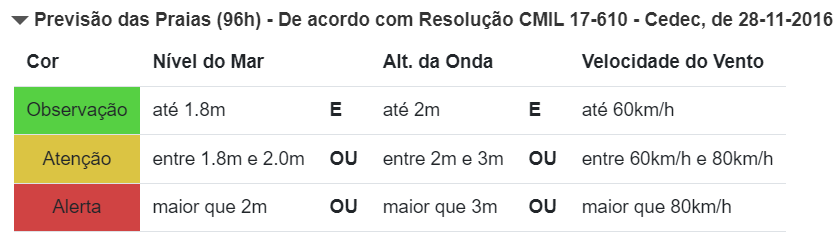 Previsão das Praias (96h) - De acordo com Resolução CMIL 17-610 - Cedec, de 28-11-2016
Cor Nível do Mar Alt. da Onda Velocidade do Vento
Observação até 1.8m E até 2m E até 60km/h
Atenção entre 1.8m e 2.0m OU entre 2m e 3m OU entre 60km/h e 80km/h
Alerta maior que 2m OU maior que 3m OU maior que 80km/h